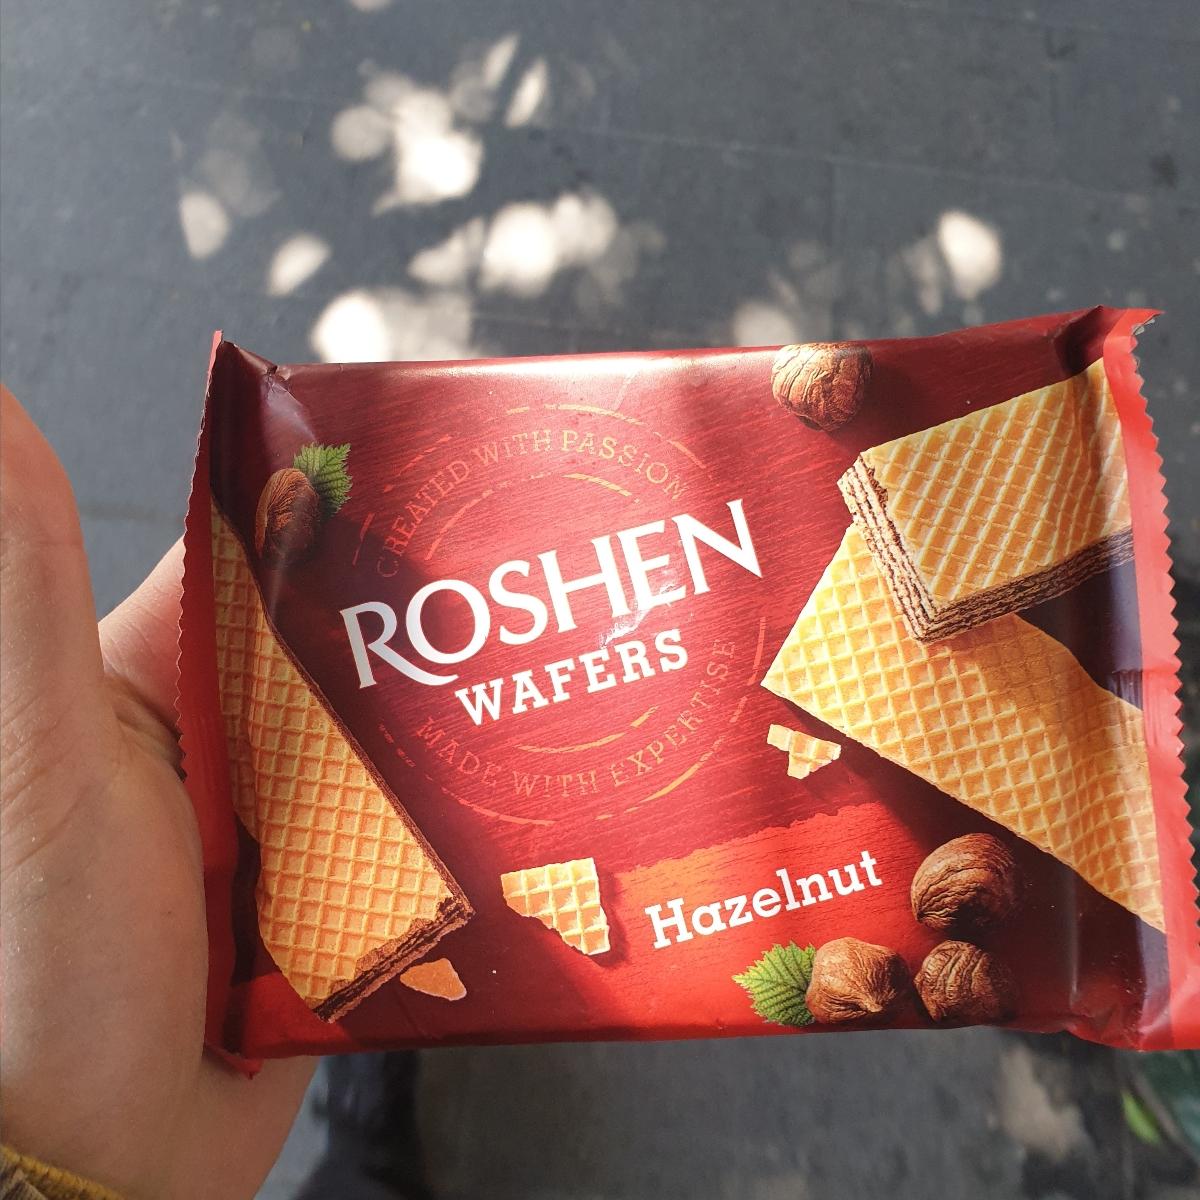 CREATED WITH PASSION
ROSHEN
WAFERS
MADE WITH EXPERTISE
Hazelnut